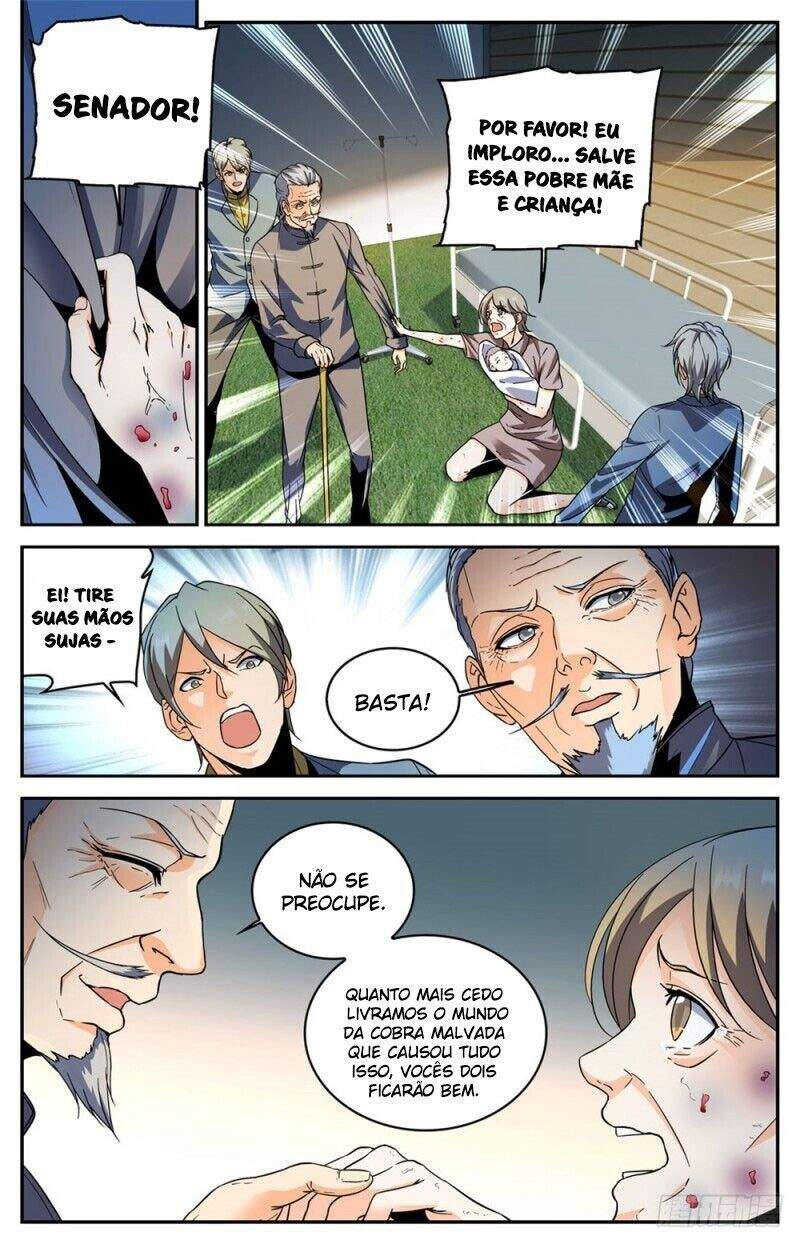 SENADOR!
POR FAVOR! EU
IMPLORO... SALVE
ESSA POBRE MÃE
E CRIANÇA!
EI! TIRE
SUAS MÃOS
SUJAS -
BASTA!
NÃO SE
PREOCUPE.
QUANTO MAIS CEDO
LIVRAMOS O MUNDO
DA COBRA MALVADA
QUE CAUSOU TUDO
ISSO, VOCÊS DOIS
FICARÃO BEM.